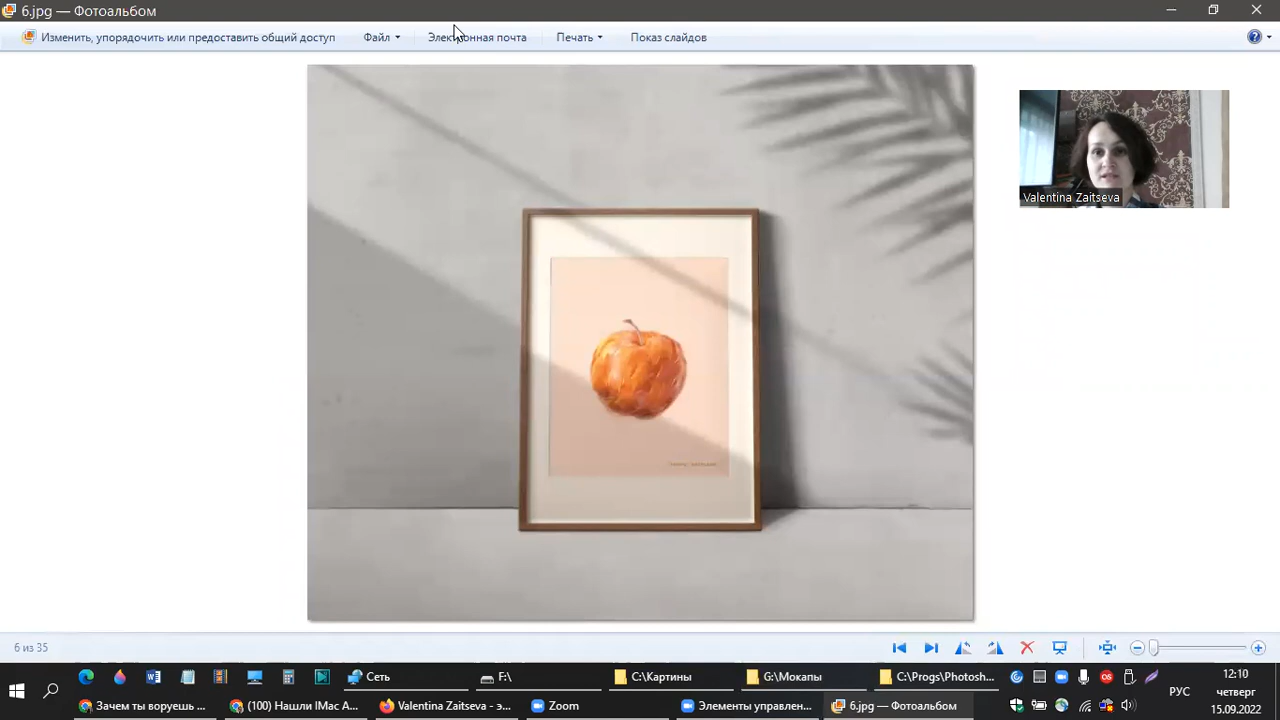 6.jpg — Фотоальбом
Изменить, упорядочить или предоставить общий доступ Файл Электронная почта Печать Показ слайдов
Valentina Zaitseva
6 из 35
Сеть F:\ C:\Картины G:\Мокапы C:\Progs\Photosh...
12:10
РУС четверг
Зачем ты воруешь ... (100) Нашли IMac A... Valentina Zaitseva - э... Zoom Элементы управлен... 6.jpg — Фотоальбом
15.09.2022